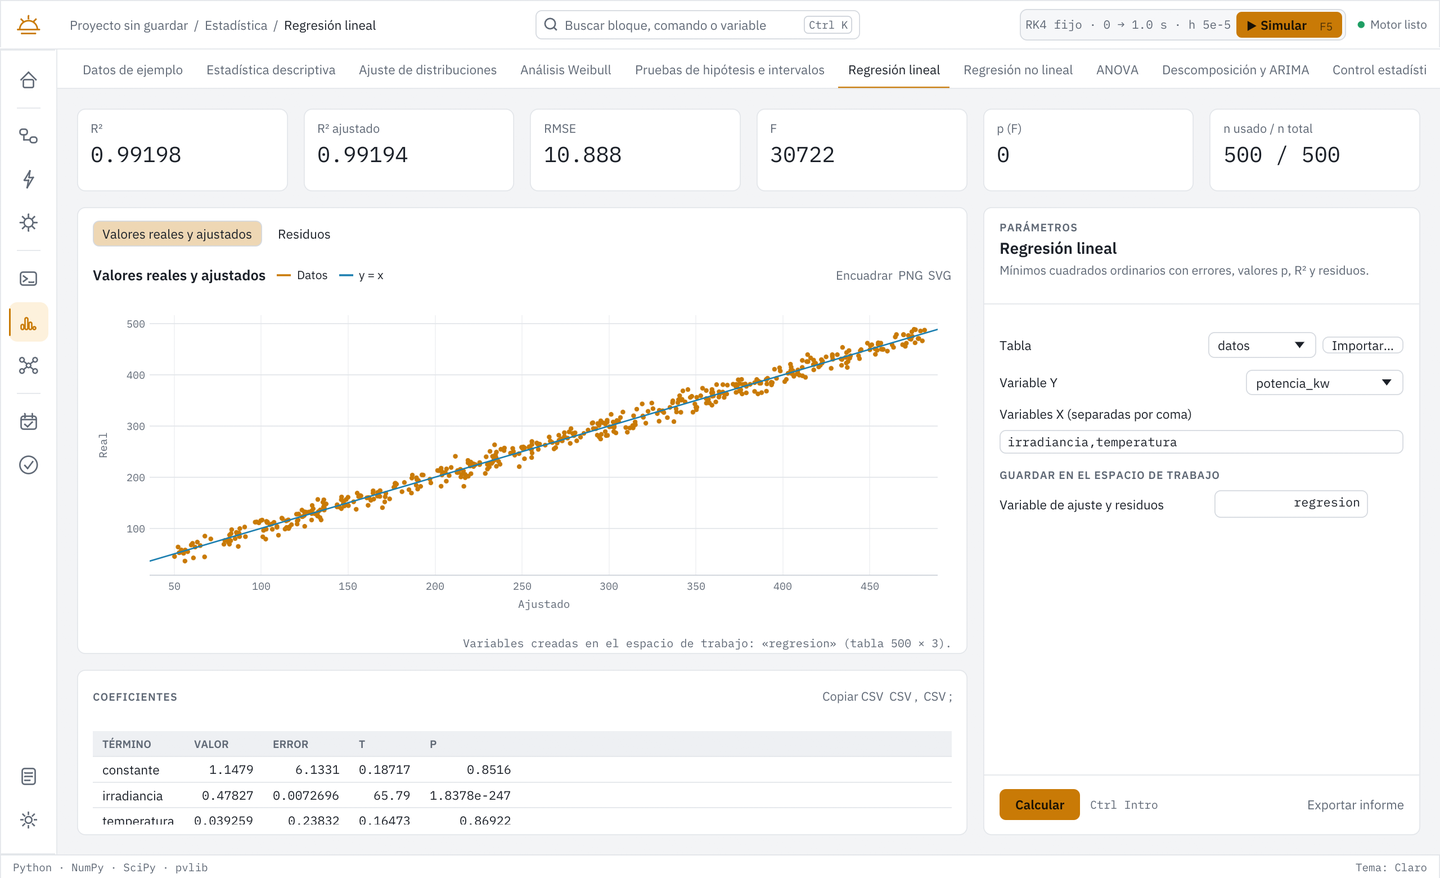 Proyecto sin guardar / Estadística / Regresión lineal
Buscar bloque, comando o variable Ctrl K
RK4 fijo · 0 → 1.0 s · h 5e-5 ▶ Simular F5
Motor listo
Datos de ejemplo Estadística descriptiva Ajuste de distribuciones Análisis Weibull Pruebas de hipótesis e intervalos Regresión lineal Regresión no lineal ANOVA Descomposición y ARIMA Control estadísti
R²
0.99198
R² ajustado
0.99194
RMSE
10.888
F
30722
p (F)
0
n usado / n total
500 / 500
Valores reales y ajustados Residuos
Valores reales y ajustados Datos y = x Encuadrar PNG SVG
500
400
300
200
100
Real
50 100 150 200 250 300 350 400 450
Ajustado
Variables creadas en el espacio de trabajo: «regresion» (tabla 500 × 3).
COEFICIENTES Copiar CSV CSV , CSV ;
TÉRMINO VALOR ERROR T P
constante 1.1479 6.1331 0.18717 0.8516
irradiancia 0.47827 0.0072696 65.79 1.8378e-247
temperatura 0.039259 0.23832 0.16473 0.86922
PARÁMETROS
Regresión lineal
Mínimos cuadrados ordinarios con errores, valores p, R² y residuos.
Tabla datos Importar...
Variable Y potencia_kw
Variables X (separadas por coma)
irradiancia,temperatura
GUARDAR EN EL ESPACIO DE TRABAJO
Variable de ajuste y residuos regresion
Calcular Ctrl Intro Exportar informe
Python · NumPy · SciPy · pvlib
Tema: Claro